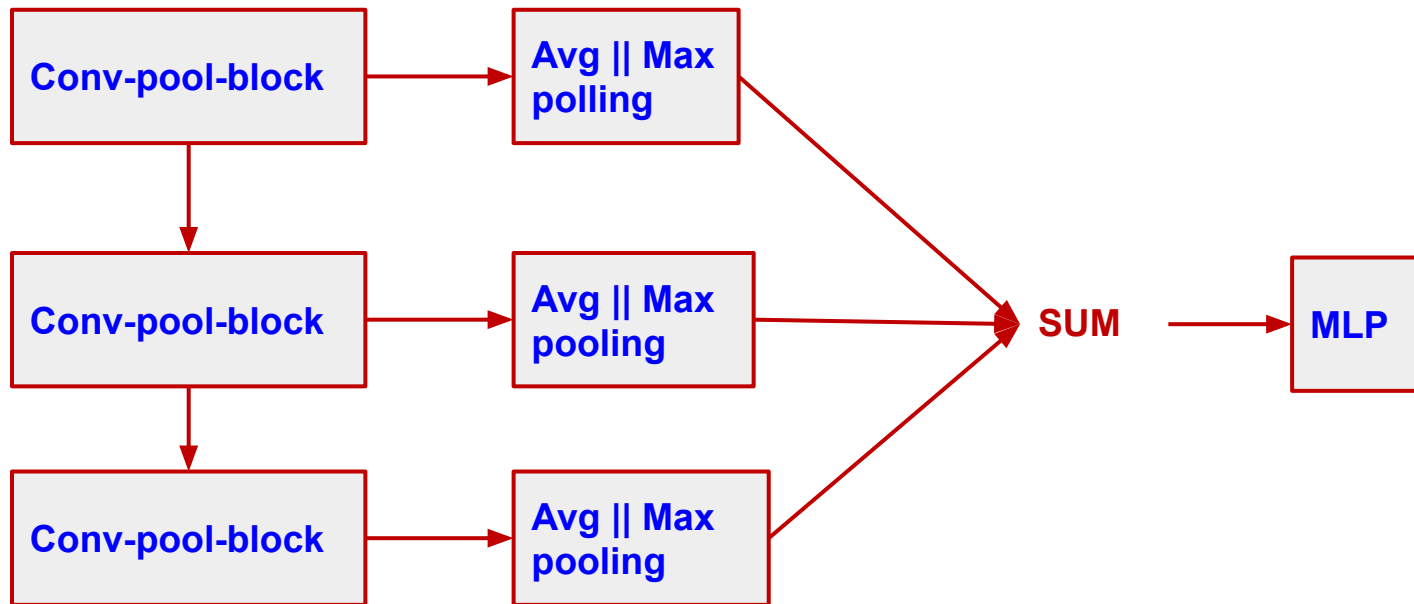 Conv-pool-block
Avg || Max
polling
Conv-pool-block
Avg || Max
pooling
SUM
MLP
Conv-pool-block
Avg || Max
pooling